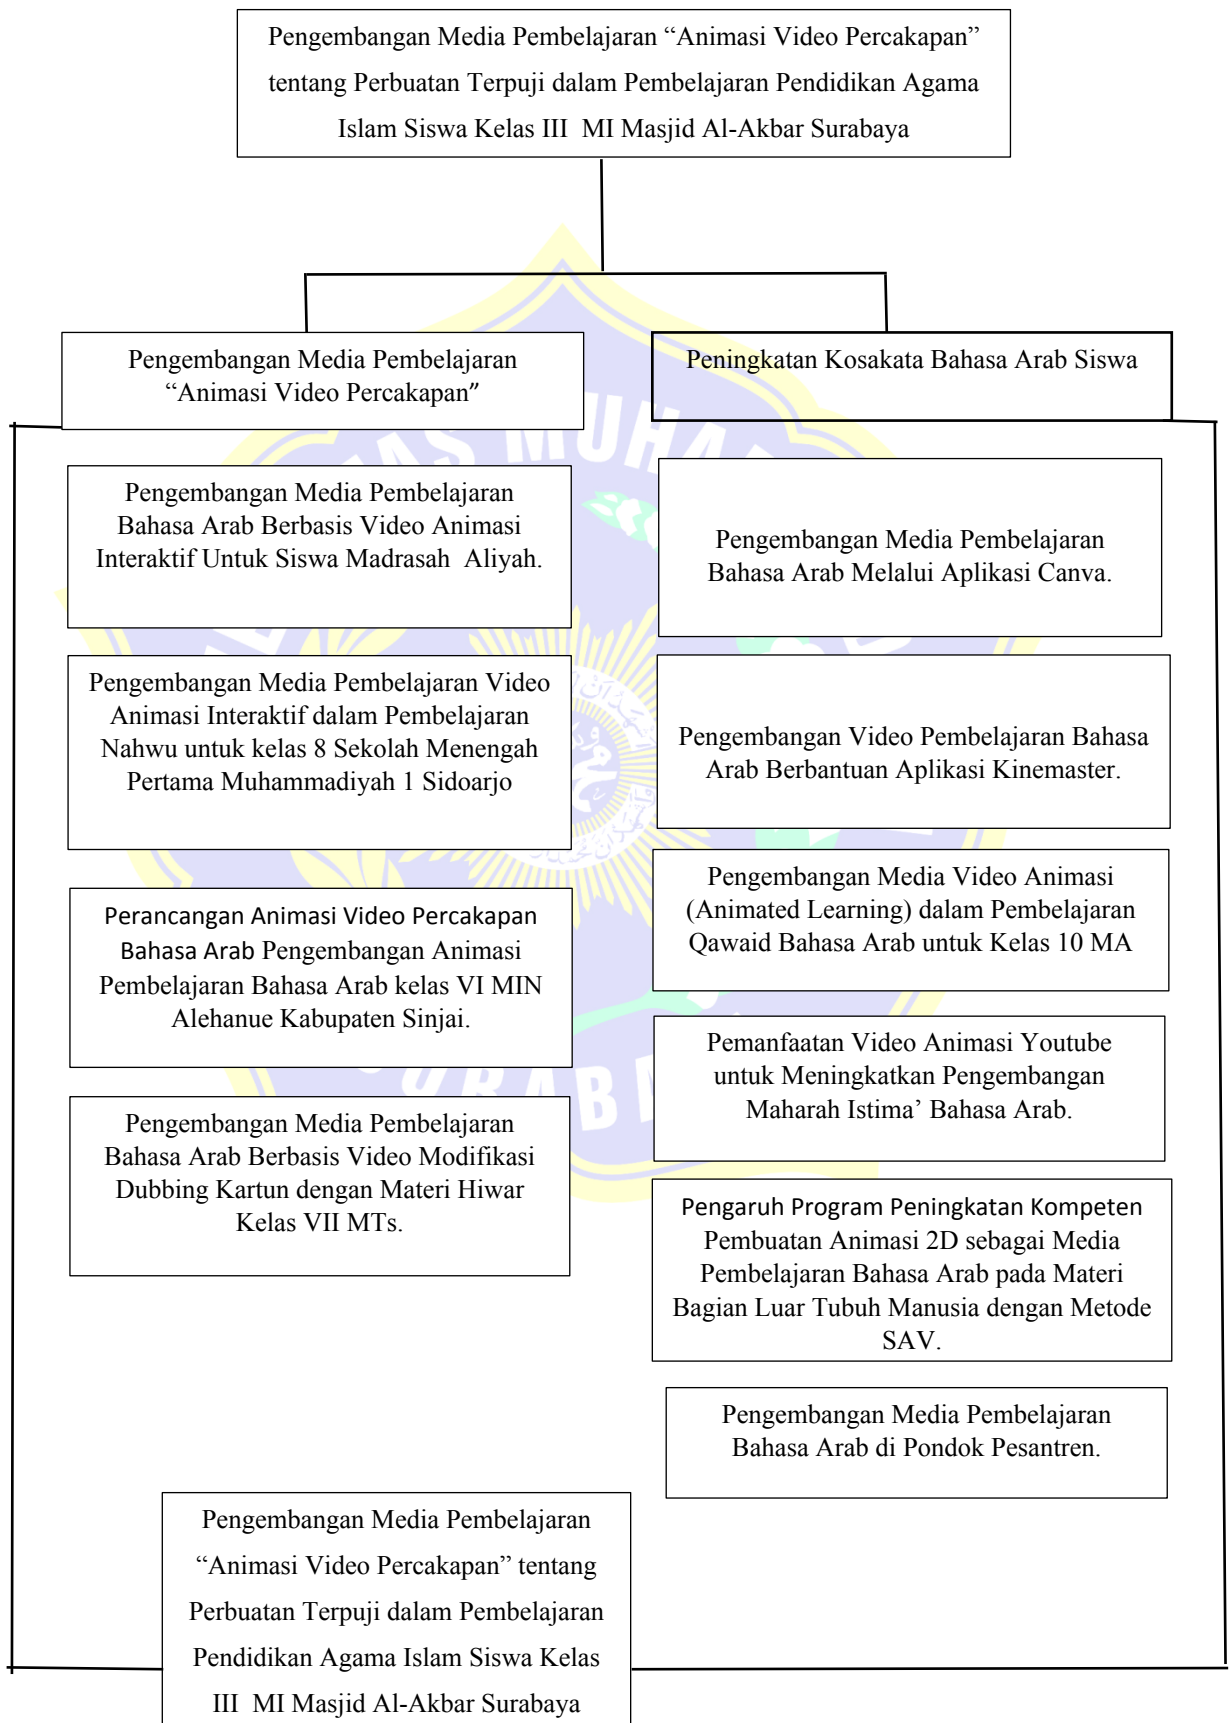 Pengembangan Media Pembelajaran “Animasi Video Percakapan”
tentang Perbuatan Terpuji dalam Pembelajaran Pendidikan Agama
Islam Siswa Kelas III  MI Masjid Al-Akbar Surabaya
Pengembangan Media Pembelajaran
“Animasi Video Percakapan”
Pengembangan Media Pembelajaran
Bahasa Arab Berbasis Video Animasi
Interaktif Untuk Siswa Madrasah  Aliyah.
Pengembangan Media Pembelajaran Video
Animasi Interaktif dalam Pembelajaran
Nahwu untuk kelas 8 Sekolah Menengah
Pertama Muhammadiyah 1 Sidoarjo
Perancangan Animasi Video Percakapan
Bahasa Arab Pengembangan Animasi
Pembelajaran Bahasa Arab kelas VI MIN
Alehanue Kabupaten Sinjai.
Pengembangan Media Pembelajaran
Bahasa Arab Berbasis Video Modifikasi
Dubbing Kartun dengan Materi Hiwar
Kelas VII MTs.
Peningkatan Kosakata Bahasa Arab Siswa
Pengembangan Media Pembelajaran
Bahasa Arab Melalui Aplikasi Canva.
Pengembangan Video Pembelajaran Bahasa
Arab Berbantuan Aplikasi Kinemaster.
Pengembangan Media Video Animasi
(Animated Learning) dalam Pembelajaran
Qawaid Bahasa Arab untuk Kelas 10 MA
Pemanfaatan Video Animasi Youtube
untuk Meningkatkan Pengembangan
Maharah Istima’ Bahasa Arab.
Pengaruh Program Peningkatan Kompeten
Pembuatan Animasi 2D sebagai Media
Pembelajaran Bahasa Arab pada Materi
Bagian Luar Tubuh Manusia dengan Metode
SAV.
Pengembangan Media Pembelajaran
Bahasa Arab di Pondok Pesantren.
Pengembangan Media Pembelajaran
“Animasi Video Percakapan” tentang
Perbuatan Terpuji dalam Pembelajaran
Pendidikan Agama Islam Siswa Kelas
III  MI Masjid Al-Akbar Surabaya